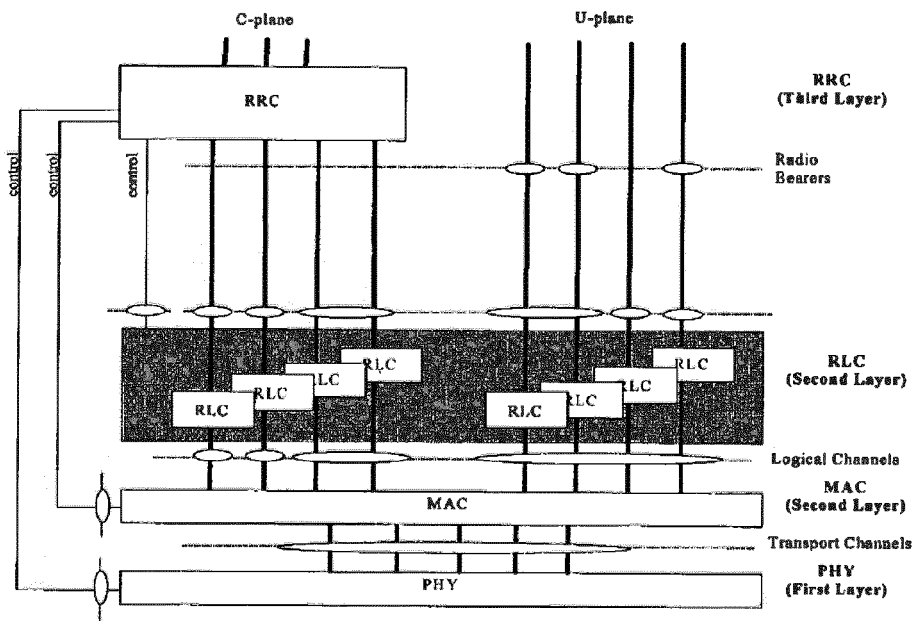 C-plane
U-plane
RRC
RRC
(Third Layer)
control
control
control
Radio
Bearers
RLC
RLC
RLC
RLC
RLC
RLC
RLC
RLC
RLC
(Second Layer)
Logical Channels
MAC
MAC
(Second Layer)
Transport Channels
PHY
PHY
(First Layer)